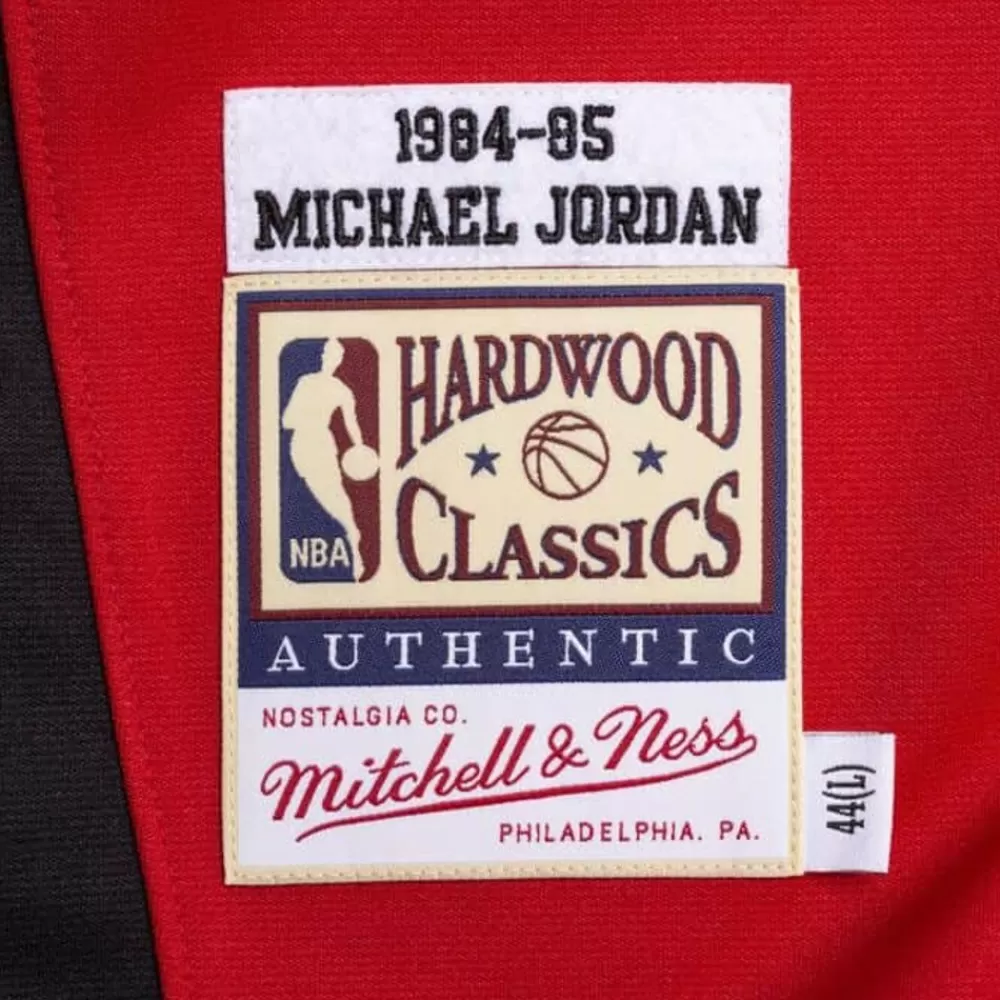 1984-85
MICHAEL JORDAN
HARDWOOD
CLASSICS
NBA
AUTHENTIC
NOSTALGIA CO.
Mitchell & Ness
PHILADELPHIA. PA.
44(L)